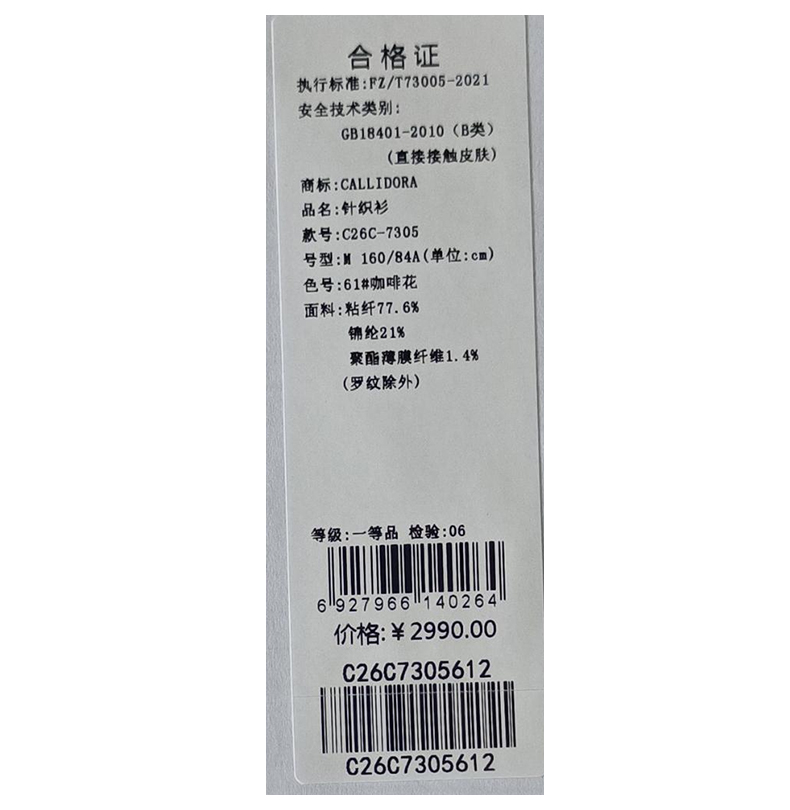 合格证
执行标准:FZ/T73005-2021
安全技术类别:
GB18401-2010（B类）
(直接接触皮肤)
商标:CALLIDORA
品名:针织衫
款号:C26C-7305
号型:M 160/84A(单位:cm)
色号:61#咖啡花
面料:粘纤77.6%
锦纶21%
聚酯薄膜纤维1.4%
(罗纹除外)
等级:一等品 检验:06
6 927966 140264
价格:¥2990.00
C26C7305612
C26C7305612